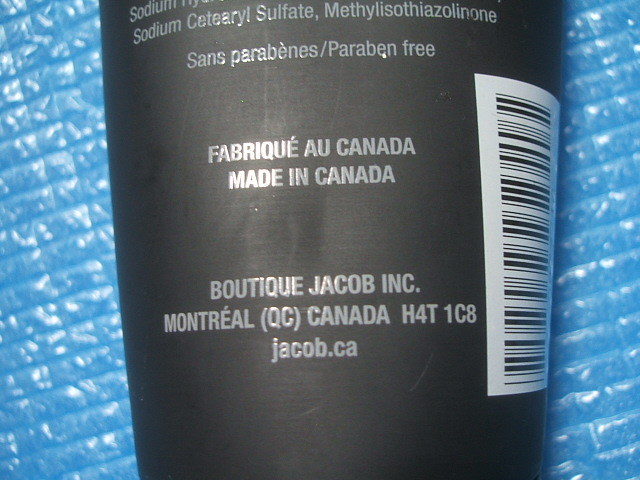 Sodium
Sodium Cetearyl Sulfate, Methylisothiazolinone
Sans parabènes/Paraben free
FABRIQUÉ AU CANADA
MADE IN CANADA
BOUTIQUE JACOB INC.
MONTRÉAL (QC) CANADA H4T 1C8
jacob.ca